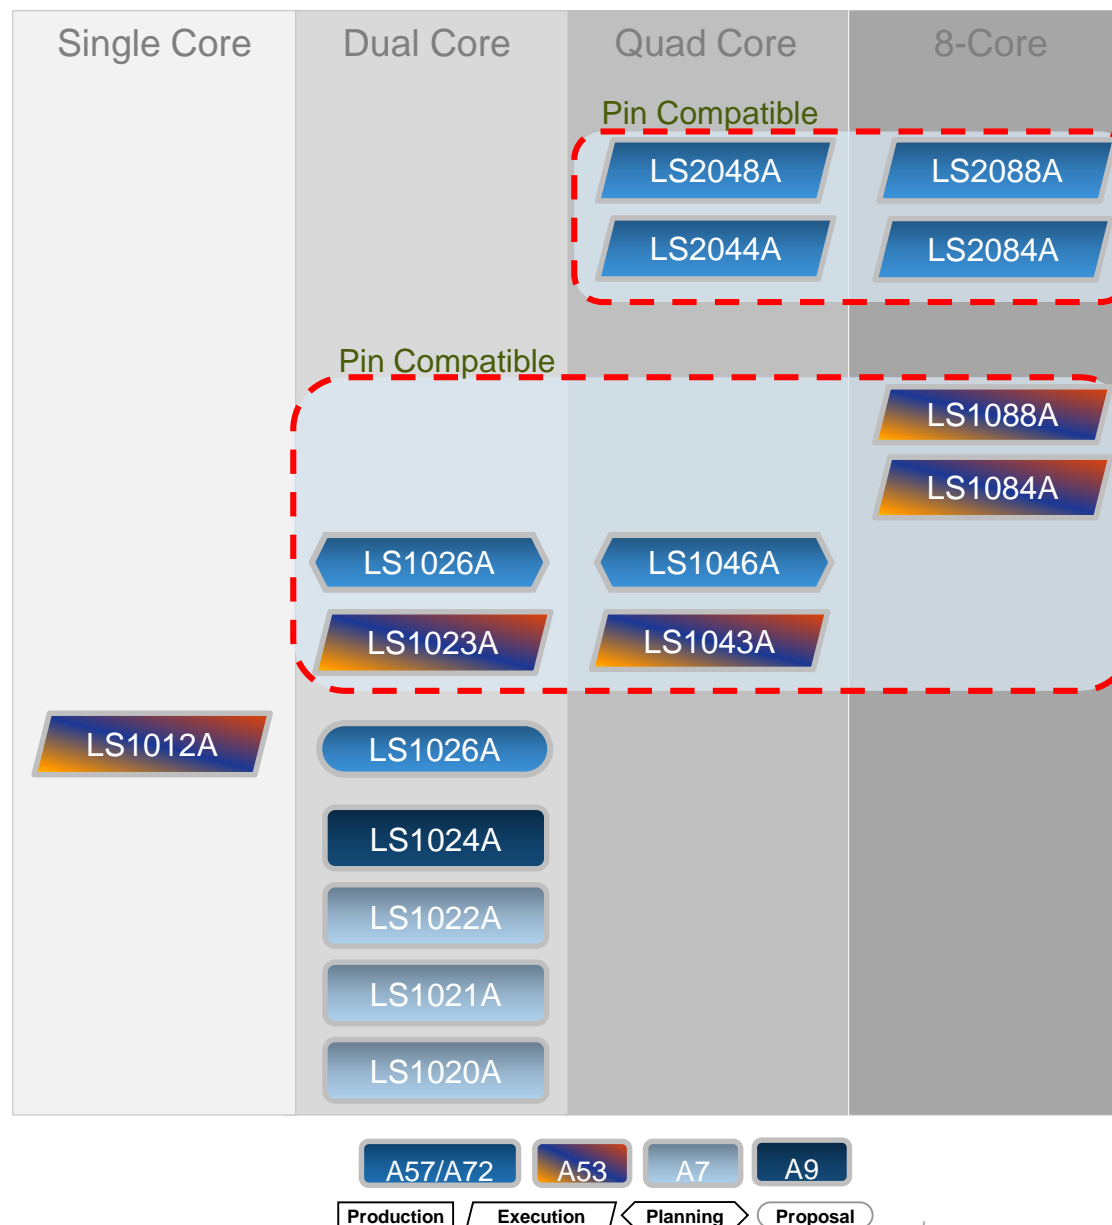 Single Core Dual Core Quad Core 8-Core
Pin Compatible
LS2048A LS2088A
LS2044A LS2084A
Pin Compatible
LS1088A
LS1084A
LS1026A LS1046A
LS1023A LS1043A
LS1012A LS1026A
LS1024A
LS1022A
LS1021A
LS1020A
A57/A72 A53 A7 A9
Production Execution Planning Proposal